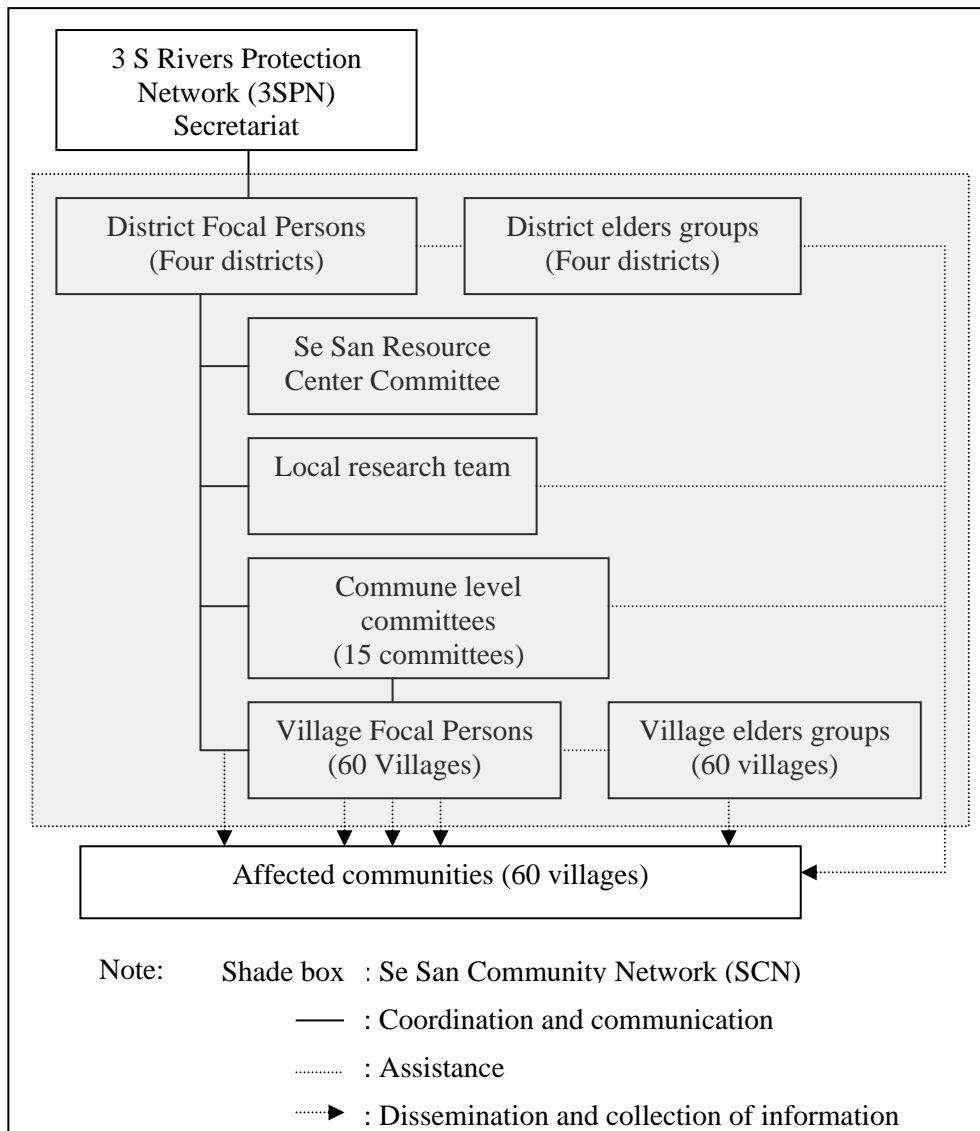 3 S Rivers Protection
Network (3SPN)
Secretariat
District Focal Persons
(Four districts)
District elders groups
(Four districts)
Se San Resource
Center Committee
Local research team
Commune level
committees
(15 committees)
Village Focal Persons
(60 Villages)
Village elders groups
(60 villages)
Affected communities (60 villages)
Note: Shade box : Se San Community Network (SCN)
: Coordination and communication
: Assistance
: Dissemination and collection of information